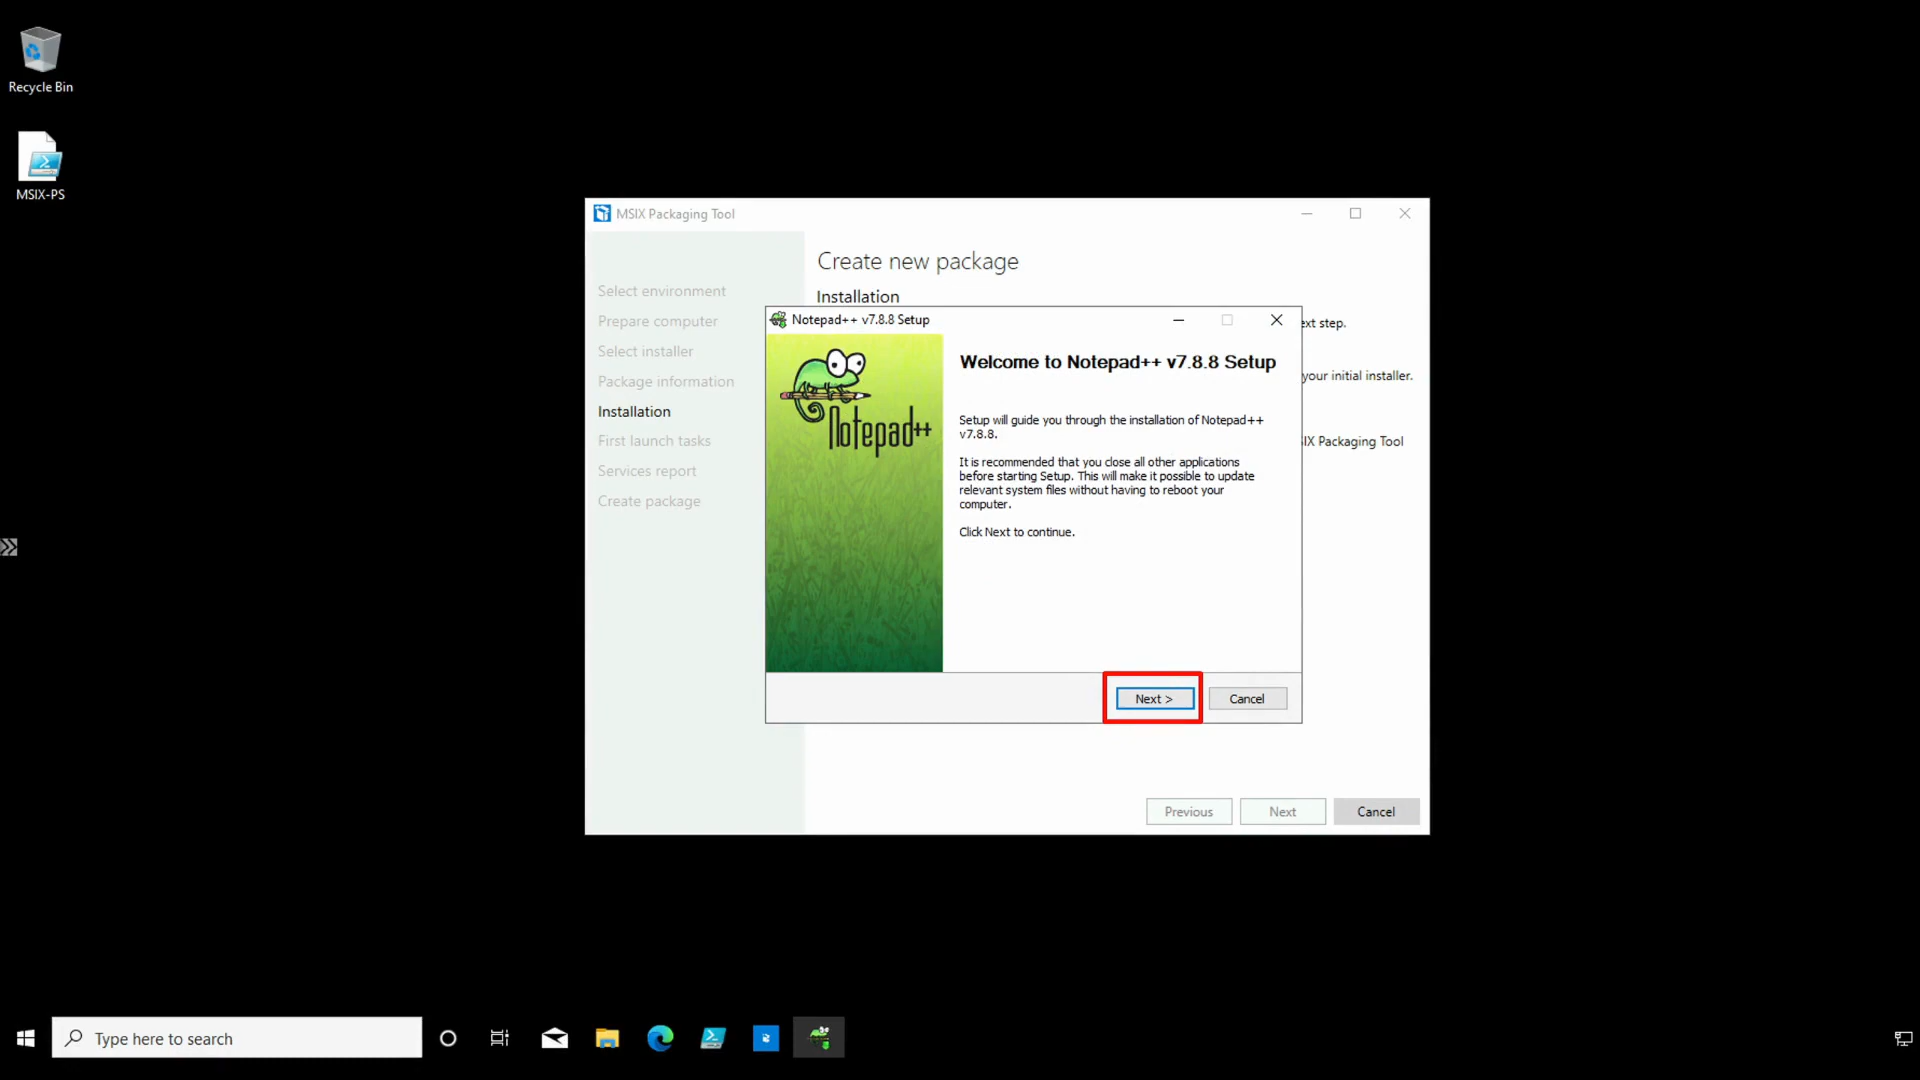 Recycle Bin
MSIX-PS
MSIX Packaging Tool
Create new package
Installation
Select environment
Prepare computer
Select installer
Package information
Installation
First launch tasks
Services report
Create package
ext step.
your initial installer.
IX Packaging Tool
Notepad++ v7.8.8 Setup
Notepad++
Welcome to Notepad++ v7.8.8 Setup
Setup will guide you through the installation of Notepad++
v7.8.8.
It is recommended that you close all other applications
before starting Setup. This will make it possible to update
relevant system files without having to reboot your
computer.
Click Next to continue.
Next >
Cancel
Previous
Next
Cancel
Type here to search